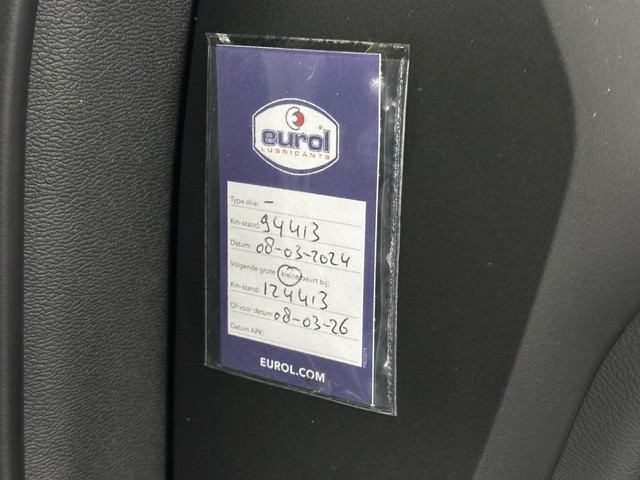 eurol
LUBRICANTS
Type olie: -
Km-stand: 94413
Datum: 08-03-2024
Volgende grote kleine beurt bij:
Km-stand: 124413
Of voor datum: 08-03-26
Datum APK:
EUROL.COM